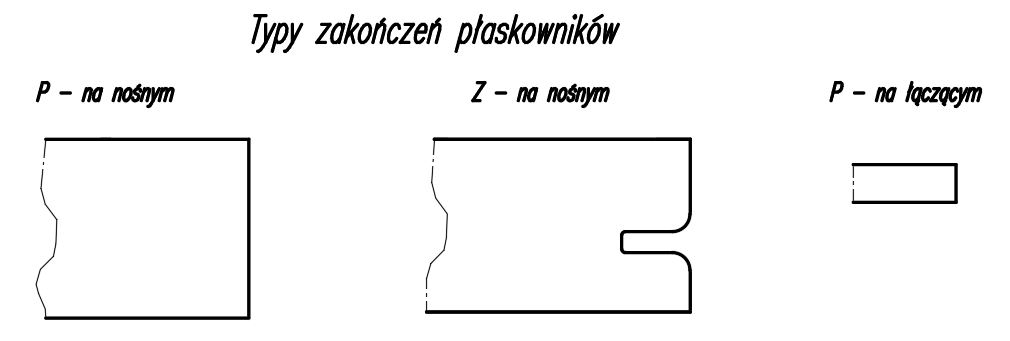 Typy zakończeń płaskowników
P - na nośnym
Z - na nośnym
P - na łączącym